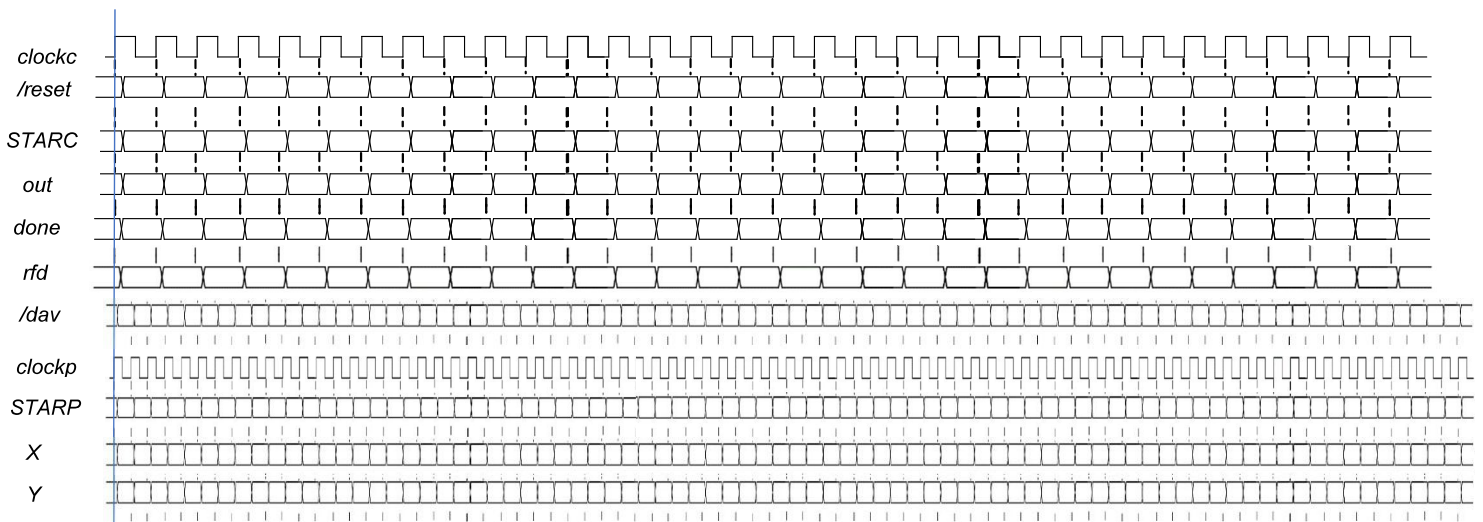 clockc
/reset
STARC
out
done
rfd
/dav
clockp
STARP
X
Y